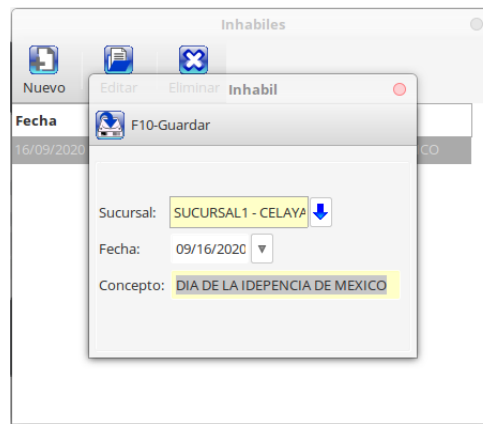 Inhabiles
Nuevo
Editar
Eliminar
Inhabil
F10-Guardar
Fecha
16/09/2020
CO
Sucursal: SUCURSAL1 - CELAYA
Fecha: 09/16/2020
Concepto: DIA DE LA IDEPENCIA DE MEXICO